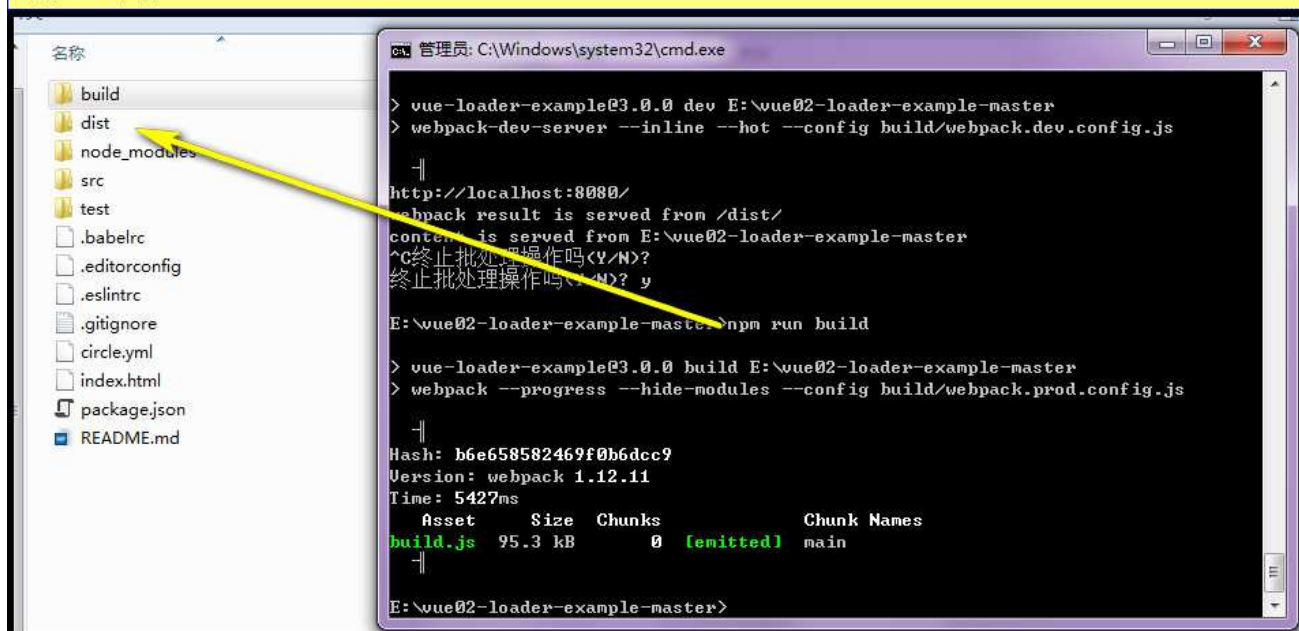 名称
build
dist
node_modules
src
test
.babelrc
.editorconfig
.eslintrc
.gitignore
circle.yml
index.html
package.json
README.md
管理员: C:\Windows\system32\cmd.exe
> vue-loader-example@3.0.0 dev E:\vue02-loader-example-master
> webpack-dev-server --inline --hot --config build/webpack.dev.config.js
http://localhost:8080/
webpack result is served from /dist/
content is served from E:\vue02-loader-example-master
^C终止批处理操作吗(Y/N)?
终止批处理操作吗(Y/N)? y
E:\vue02-loader-example-master>npm run build
> vue-loader-example@3.0.0 build E:\vue02-loader-example-master
> webpack --progress --hide-modules --config build/webpack.prod.config.js
Hash: b6e658582469f0b6dcc9
Version: webpack 1.12.11
Time: 5427ms
Asset Size Chunks Chunk Names
build.js 95.3 kB 0 [emitted] main
E:\vue02-loader-example-master>